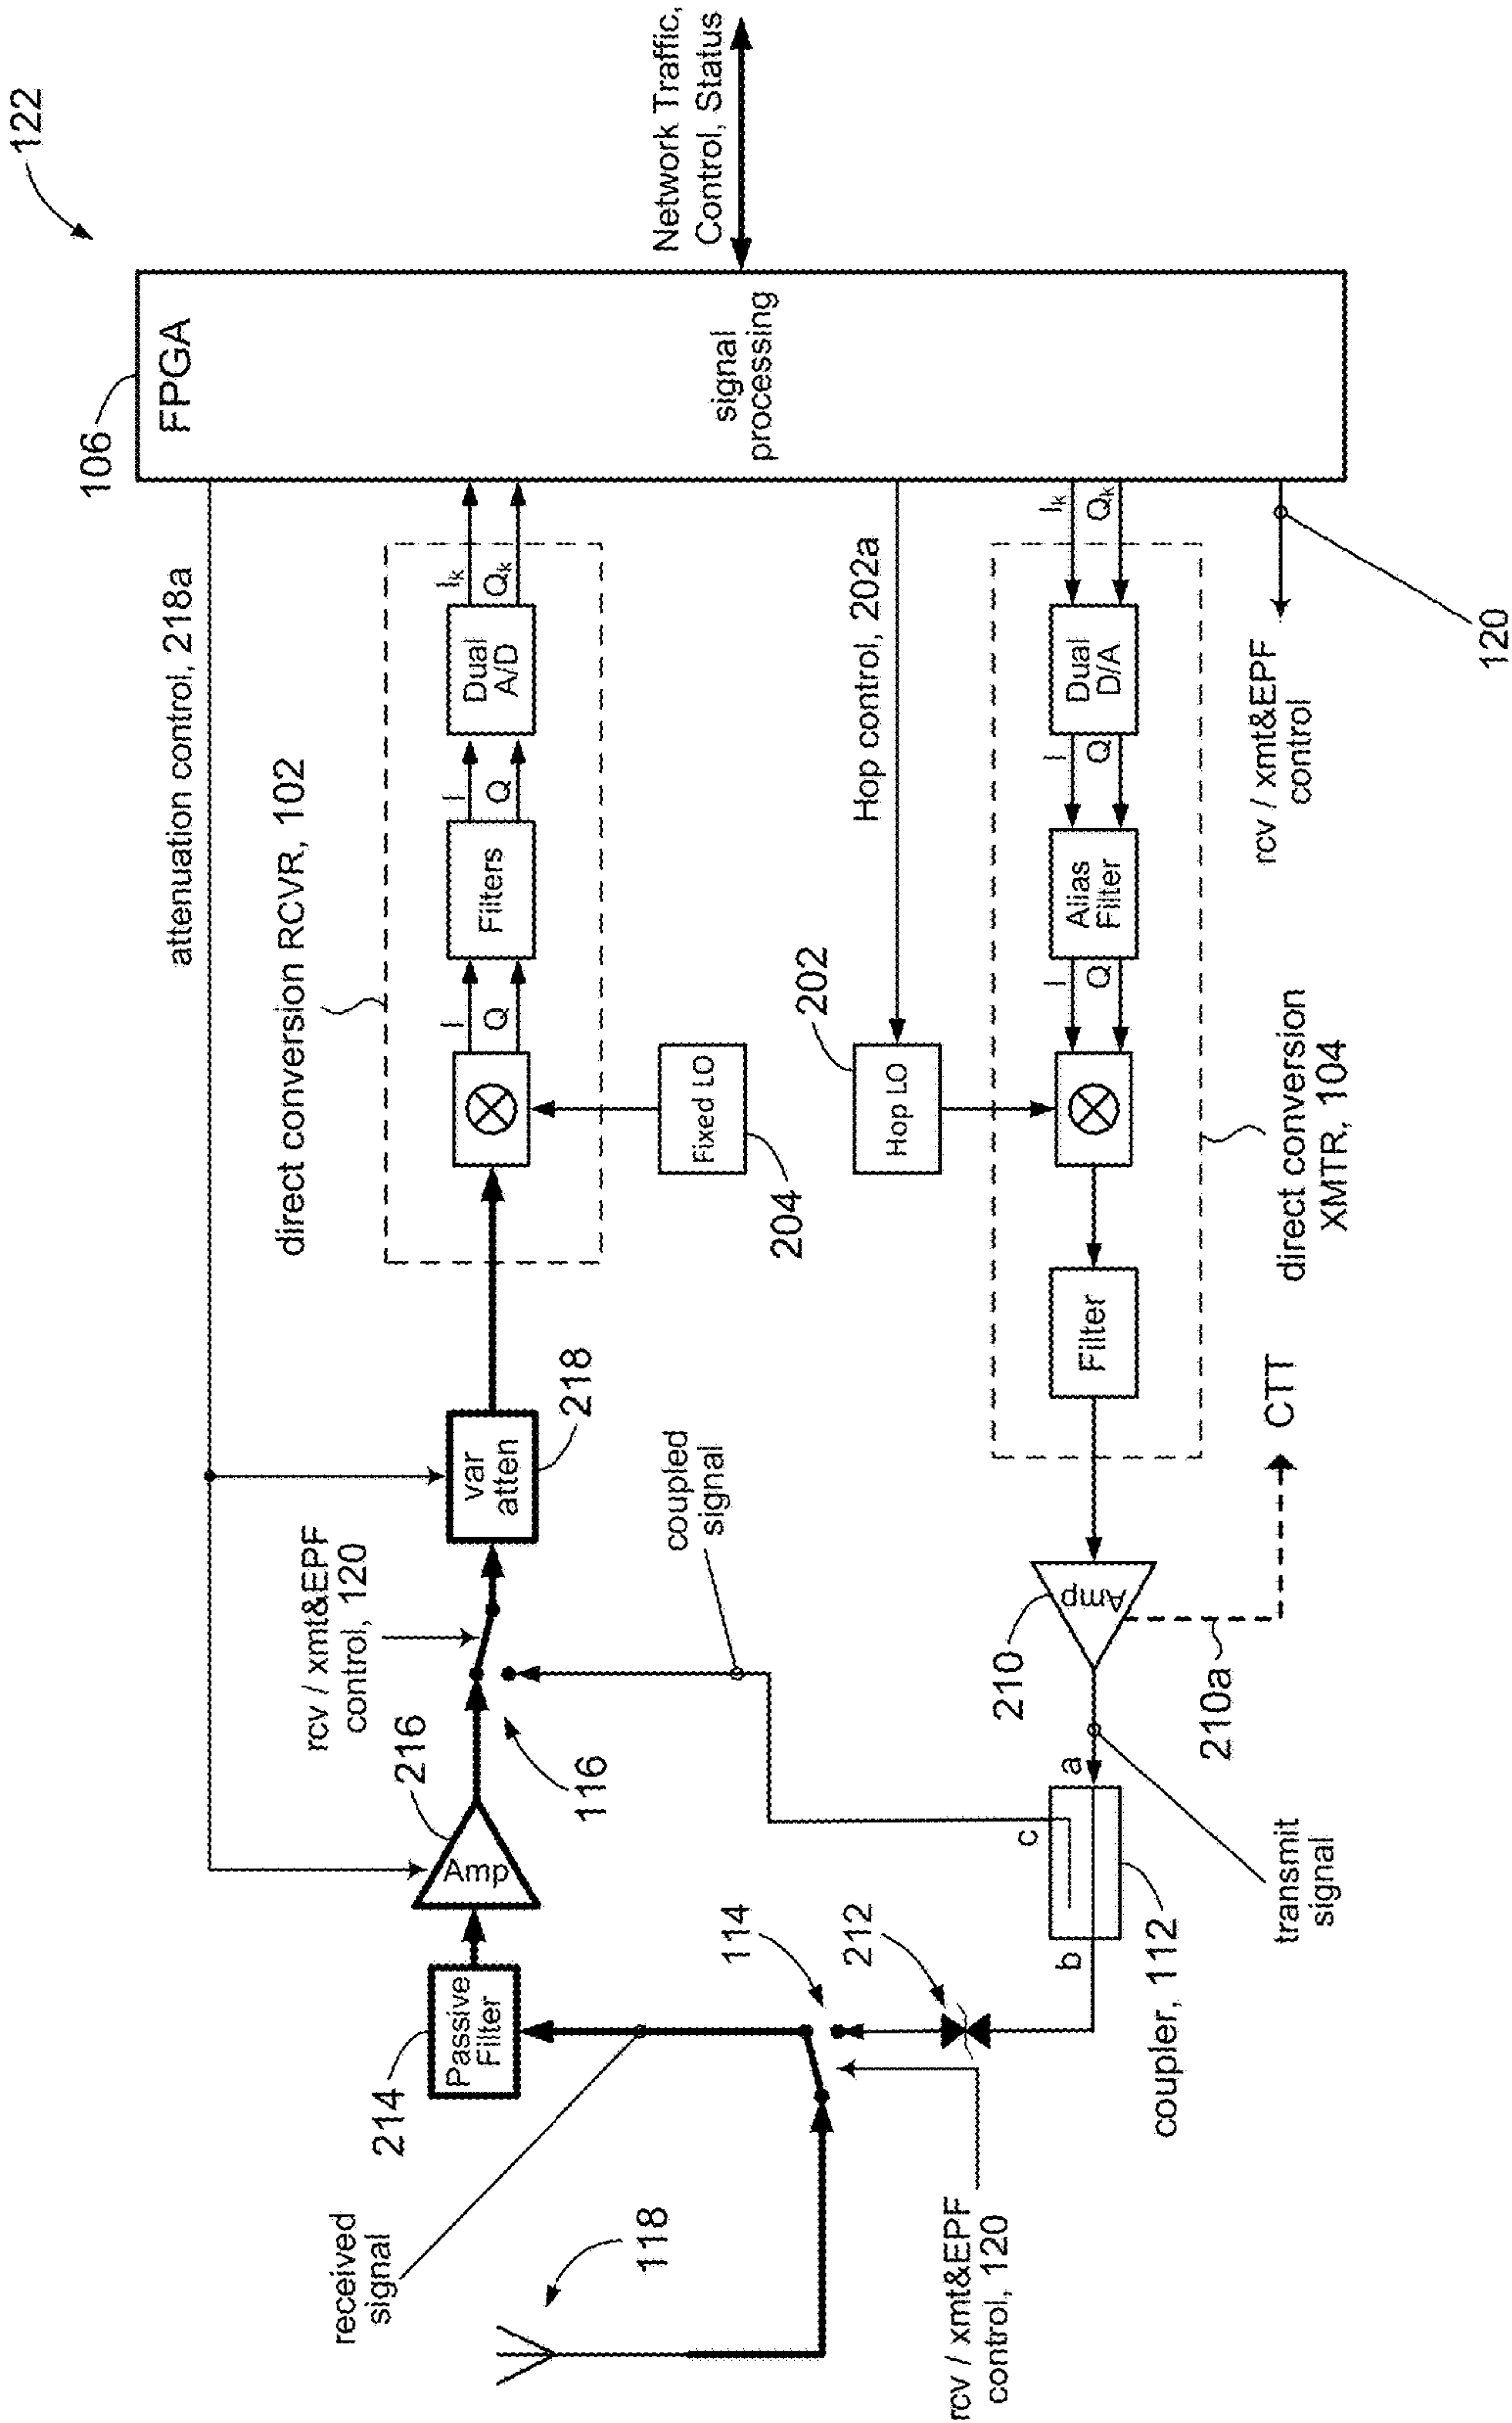 122
106
FPGA
signal
processing
Network Traffic,
Control, Status
attenuation control, 218a
direct conversion RCVR, 102
I
Q
Filters
I
Q
Dual
A/D
Ik
Qk
Fixed LO
204
202
Hop LO
Hop control, 202a
received
signal
118
214
Passive
Filter
216
Amp
rcv / xmt&EPF
control, 120
116
var
atten
218
coupled
signal
114
212
rcv / xmt&EPF
control, 120
b
c
a
coupler, 112
transmit
signal
210
Amp
210a
CTT
Filter
I
Q
Alias
Filter
I
Q
Dual
D/A
Ik
Qk
direct conversion
XMTR, 104
rcv / xmt&EPF
control
120